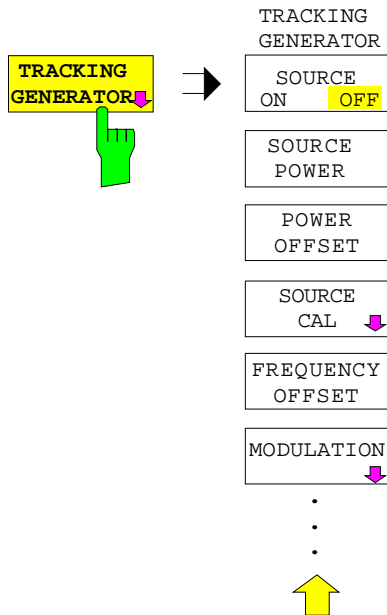 TRACKING
GENERATOR
TRACKING
GENERATOR
SOURCE
ON OFF
SOURCE
POWER
POWER
OFFSET
SOURCE
CAL
FREQUENCY
OFFSET
MODULATION
.
.
.